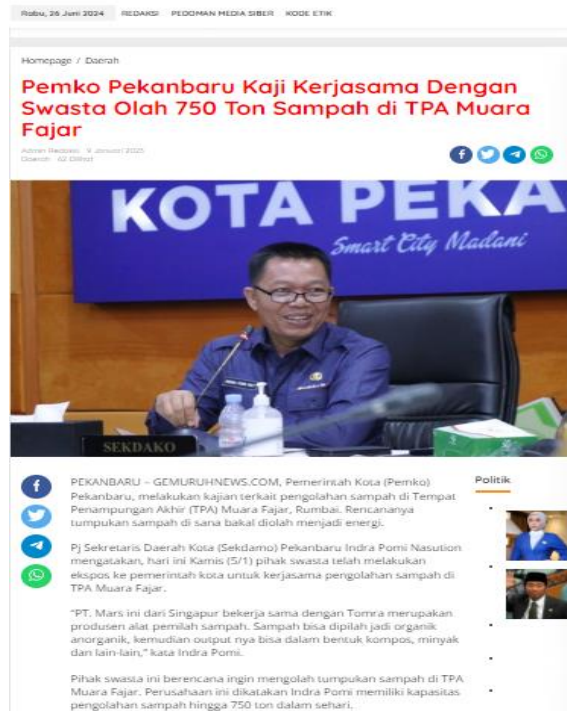 Rabu, 26 Juni 2024 REDAKSI PEDOMAN MEDIA SIBER KODE ETIK
Homepage / Daerah
Pemko Pekanbaru Kaji Kerjasama Dengan
Swasta Olah 750 Ton Sampah di TPA Muara
Fajar
Admin Redaksi 9 Januari 2023
Daerah 62 Dilihat
KOTA PEKA
Smart City Madani
SEKDAKO
PEKANBARU – GEMURUHNEWS.COM, Pemerintah Kota (Pemko)
Pekanbaru, melakukan kajian terkait pengolahan sampah di Tempat
Penampungan Akhir (TPA) Muara Fajar, Rumbai. Rencananya
tumpukan sampah di sana bakal diolah menjadi energi.
Pj Sekretaris Daerah Kota (Sekdamo) Pekanbaru Indra Pomi Nasution
mengatakan, hari ini Kamis (5/1) pihak swasta telah melakukan
ekspos ke pemerintah kota untuk kerjasama pengolahan sampah di
TPA Muara Fajar.
“PT. Mars ini dari Singapur bekerja sama dengan Tomra merupakan
produsen alat pemilah sampah. Sampah bisa dipilah jadi organik
anorganik, kemudian output nya bisa dalam bentuk kompos, minyak
dan lain-lain,” kata Indra Pomi.
Pihak swasta ini berencana ingin mengolah tumpukan sampah di TPA
Muara Fajar. Perusahaan ini dikatakan Indra Pomi memiliki kapasitas
pengolahan sampah hingga 750 ton dalam sehari.
Politik